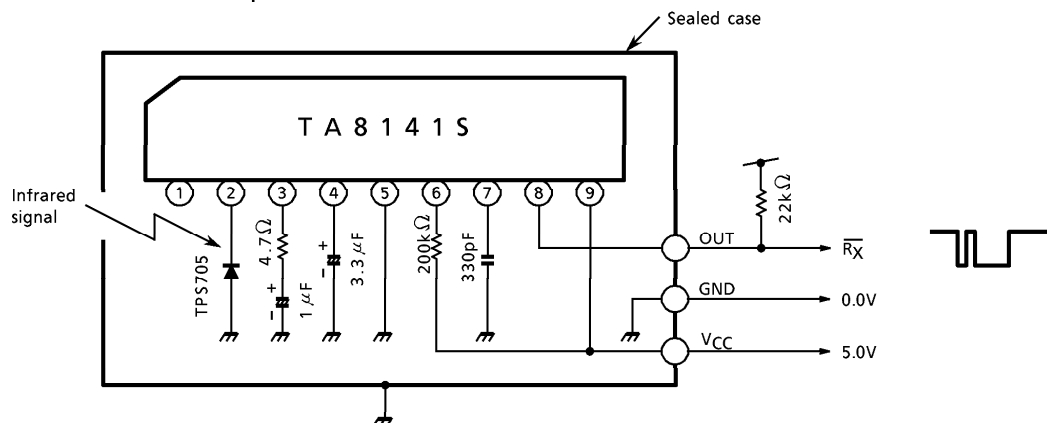 Sealed case
TA8141S
1 2 3 4 5 6 7 8 9
Infrared
signal
TPS705
4.7Ω
+
-
1 μF
+
-
3.3 μF
200kΩ
330pF
22kΩ
OUT
R̅X̅
GND
0.0V
VCC
5.0V